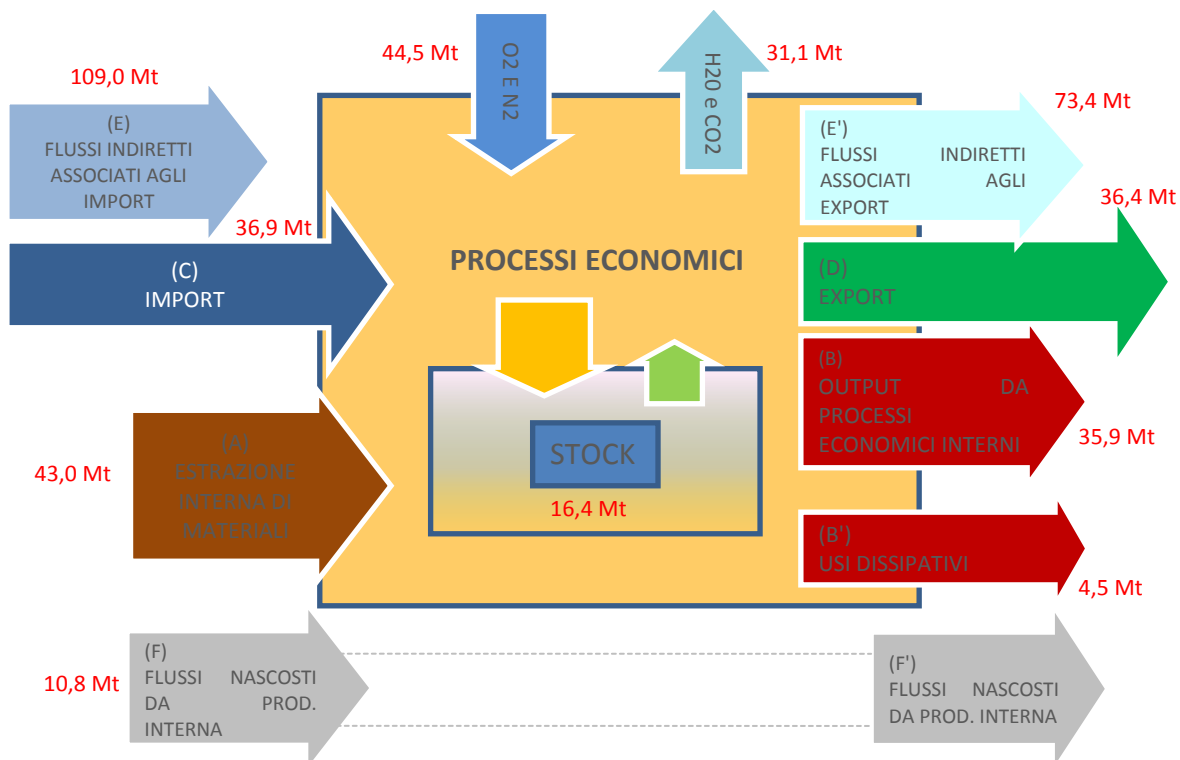 44,5 Mt
O2 E N2
H20 e CO2
31,1 Mt
109,0 Mt
(E)
FLUSSI INDIRETTI
ASSOCIATI AGLI
IMPORT
73,4 Mt
(E')
FLUSSI INDIRETTI
ASSOCIATI AGLI
EXPORT
36,9 Mt
(C)
IMPORT
PROCESSI ECONOMICI
36,4 Mt
(D)
EXPORT
(B)
OUTPUT DA
PROCESSI
ECONOMICI INTERNI
35,9 Mt
43,0 Mt
(A)
ESTRAZIONE
INTERNA DI
MATERIALI
STOCK
16,4 Mt
(B')
USI DISSIPATIVI
4,5 Mt
10,8 Mt
(F)
FLUSSI NASCOSTI
DA PROD.
INTERNA
(F')
FLUSSI NASCOSTI
DA PROD. INTERNA